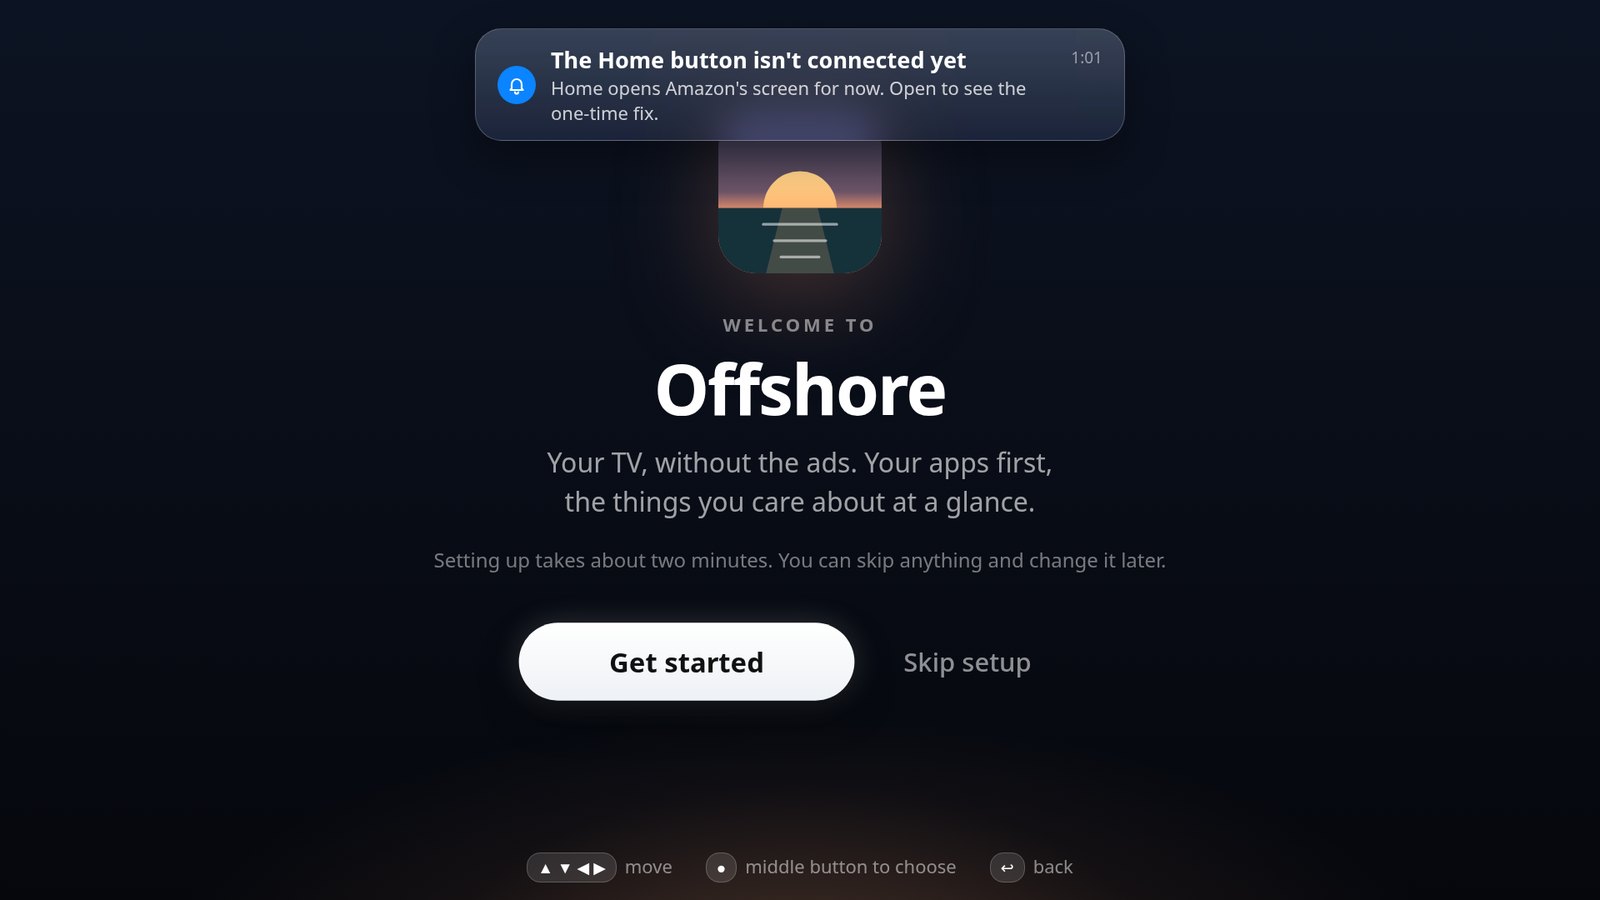 The Home button isn't connected yet
1:01
Home opens Amazon's screen for now. Open to see the
one-time fix.
WELCOME TO
Offshore
Your TV, without the ads. Your apps first,
the things you care about at a glance.
Setting up takes about two minutes. You can skip anything and change it later.
Get started
Skip setup
▲ ▼ ◀ ▶ move ● middle button to choose ↩ back